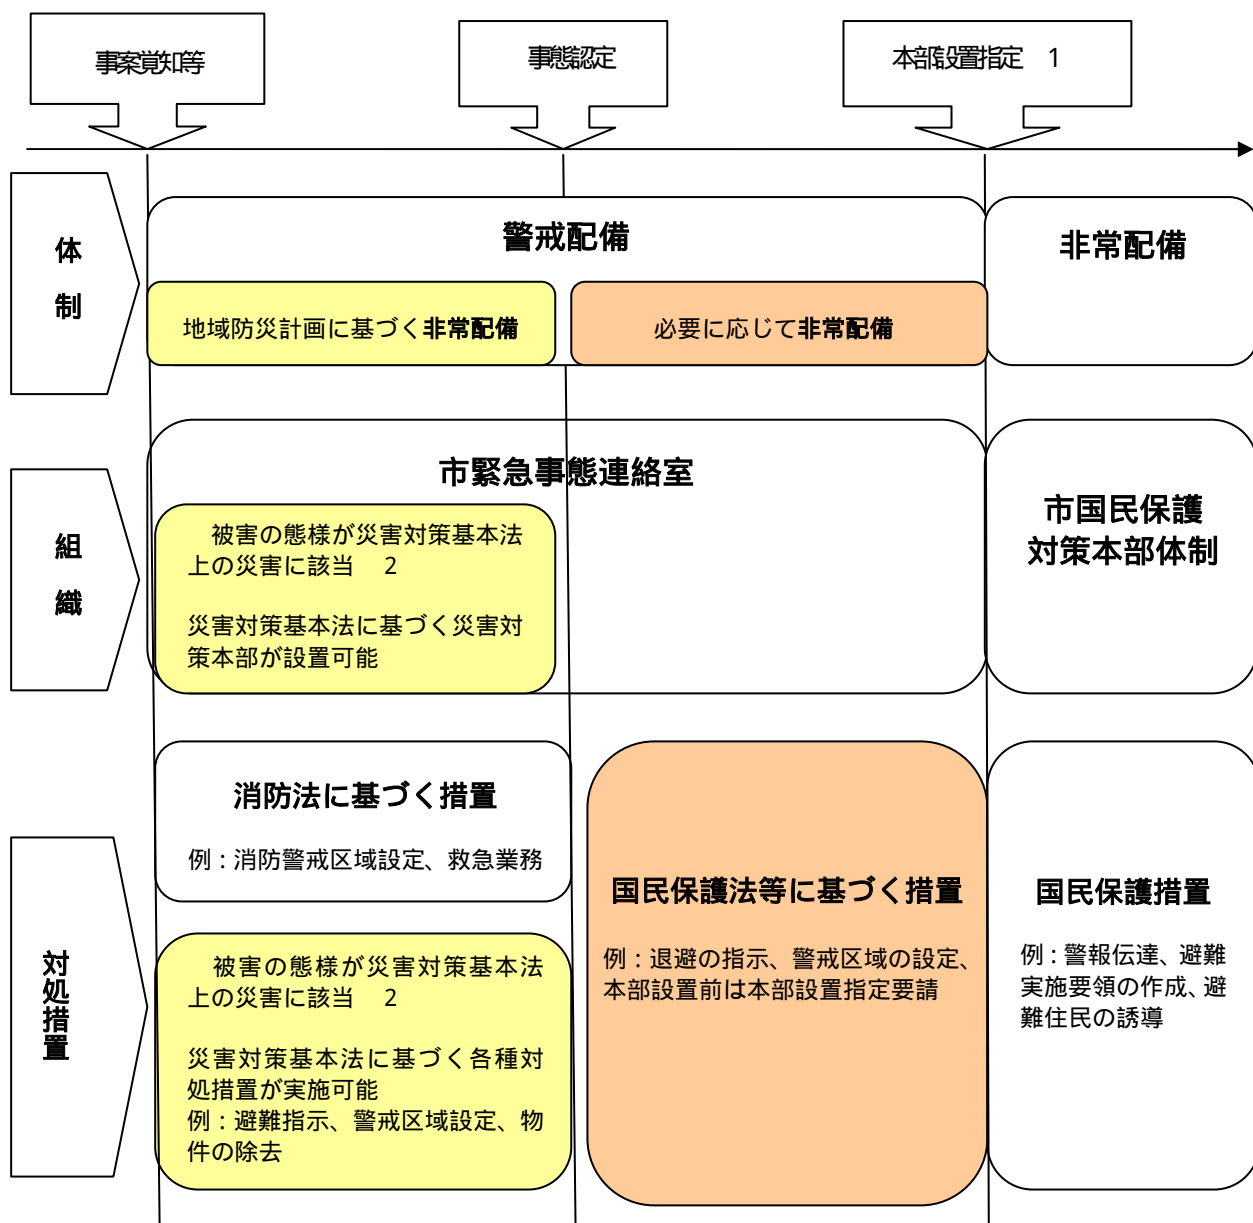 事案覚知等
事態認定
本部設置指定　1
体制
警戒配備
非常配備
地域防災計画に基づく非常配備
必要に応じて非常配備
組織
市緊急事態連絡室
被害の態様が災害対策基本法
上の災害に該当　2
災害対策基本法に基づく災害対
策本部が設置可能
市国民保護
対策本部体制
対処措置
消防法に基づく措置
例：消防警戒区域設定、救急業務
被害の態様が災害対策基本法
上の災害に該当　2
災害対策基本法に基づく各種対
処措置が実施可能
例：避難指示、警戒区域設定、物
件の除去
国民保護法等に基づく措置
例：退避の指示、警戒区域の設定、
本部設置前は本部設置指定要請
国民保護措置
例：警報伝達、避難
実施要領の作成、避
難住民の誘導